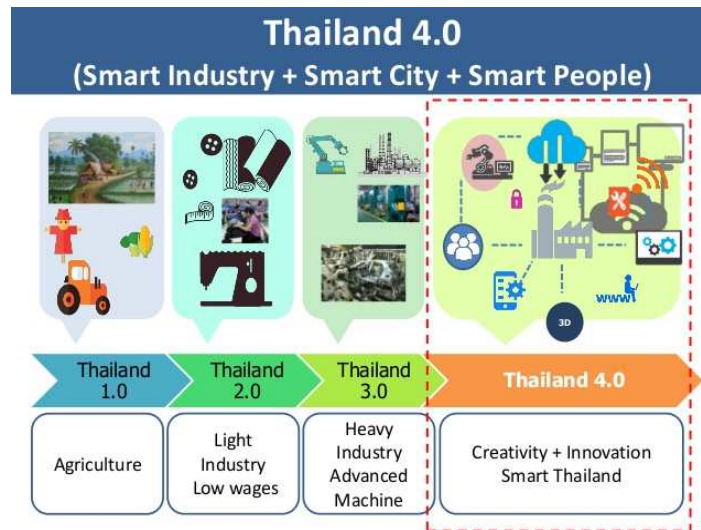 Thailand 4.0
(Smart Industry + Smart City + Smart People)
3D
www
Thailand
1.0
Thailand
2.0
Thailand
3.0
Thailand 4.0
Agriculture
Light
Industry
Low wages
Heavy
Industry
Advanced
Machine
Creativity + Innovation
Smart Thailand